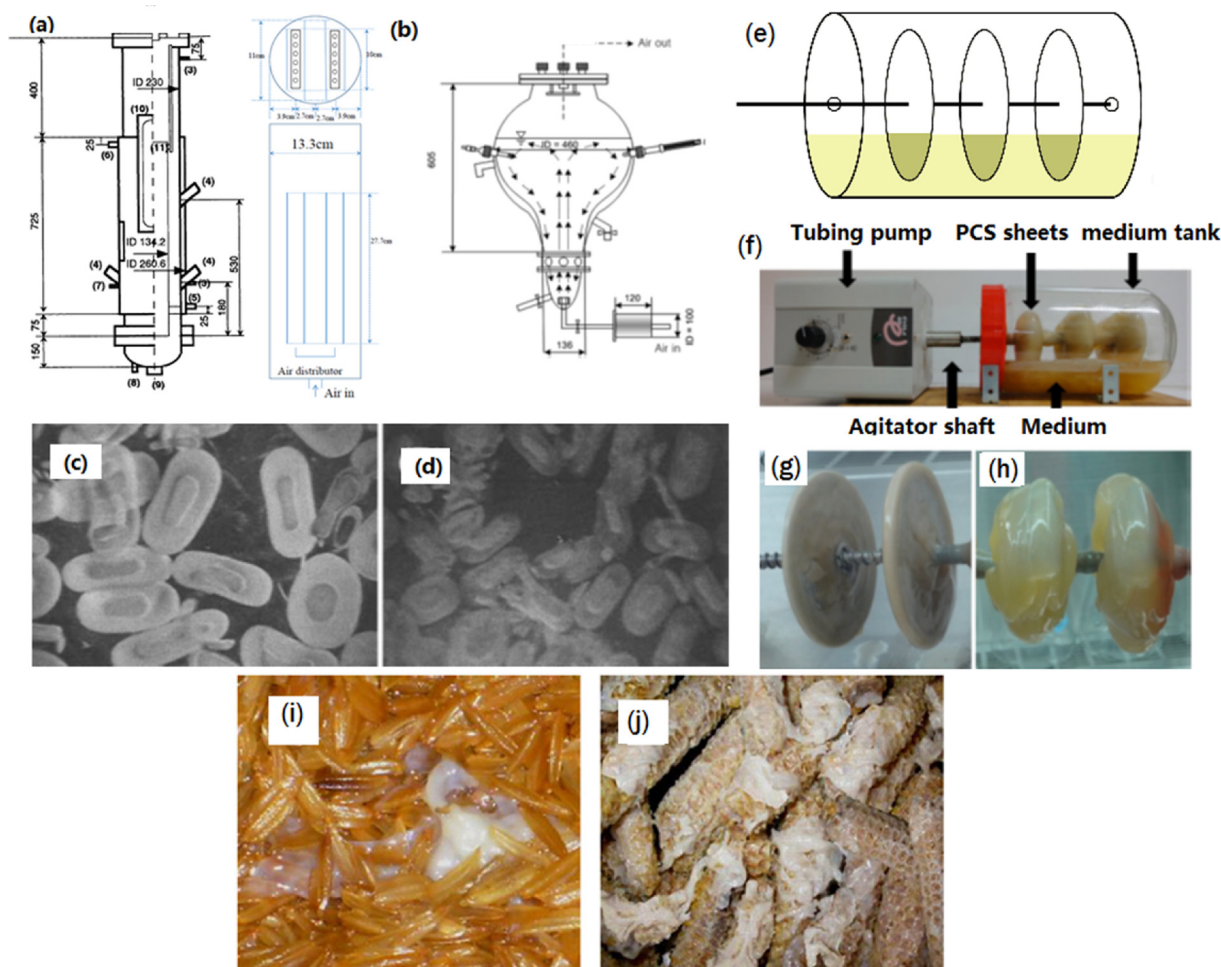 (a)
75
(3)
ID 230
400
(10)
25
(11)
(6)
(4)
725
ID 134.2
ID 260.6
530
(4)
(4)
(7)
(3)
(5)
180
25
75
150
(8)
(9)
11cm
10cm
3.9cm
2.7cm
2.7cm
3.9cm
13.3cm
27.7cm
Air distributor
Air in
(b)
Air out
ID = 460
605
120
ID = 100
Air in
136
(e)
(f)
Tubing pump PCS sheets medium tank
Agitator shaft Medium
(c)
(d)
(g)
(h)
(i)
(j)